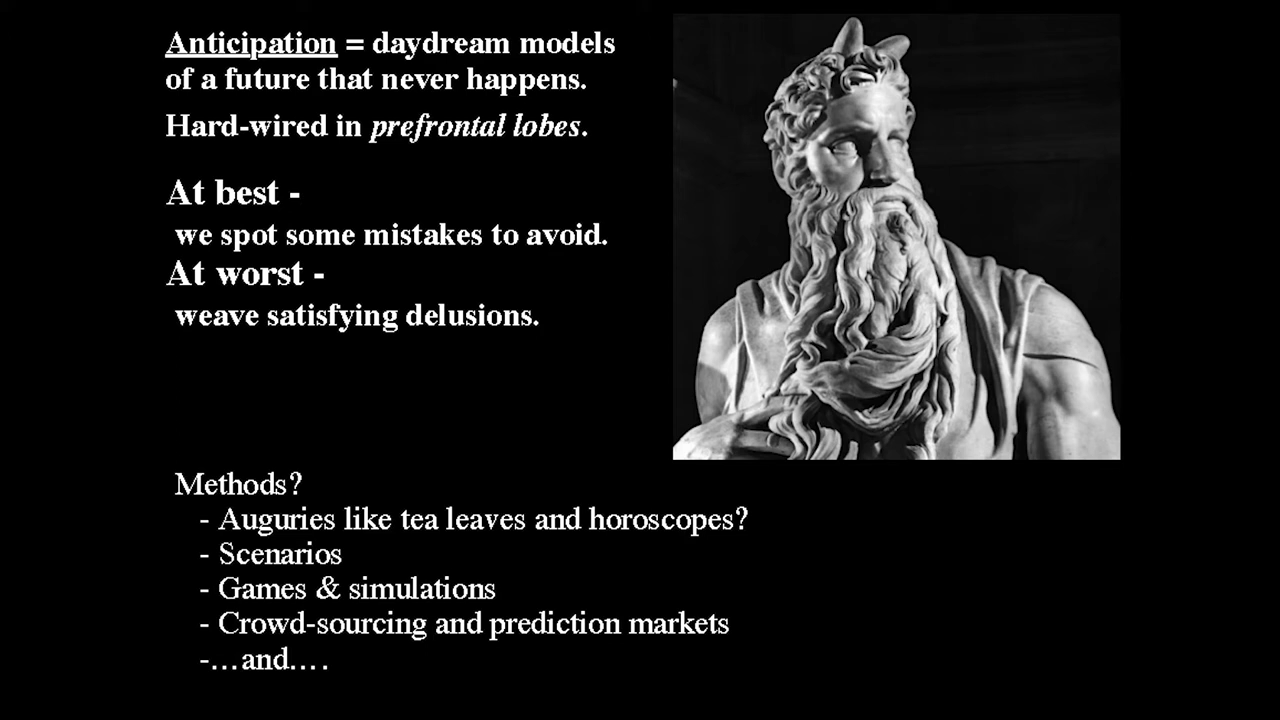 Anticipation = daydream models
of a future that never happens.
Hard-wired in prefrontal lobes.
At best -
we spot some mistakes to avoid.
At worst -
weave satisfying delusions.
Methods?
- Auguries like tea leaves and horoscopes?
- Scenarios
- Games & simulations
- Crowd-sourcing and prediction markets
-…and….